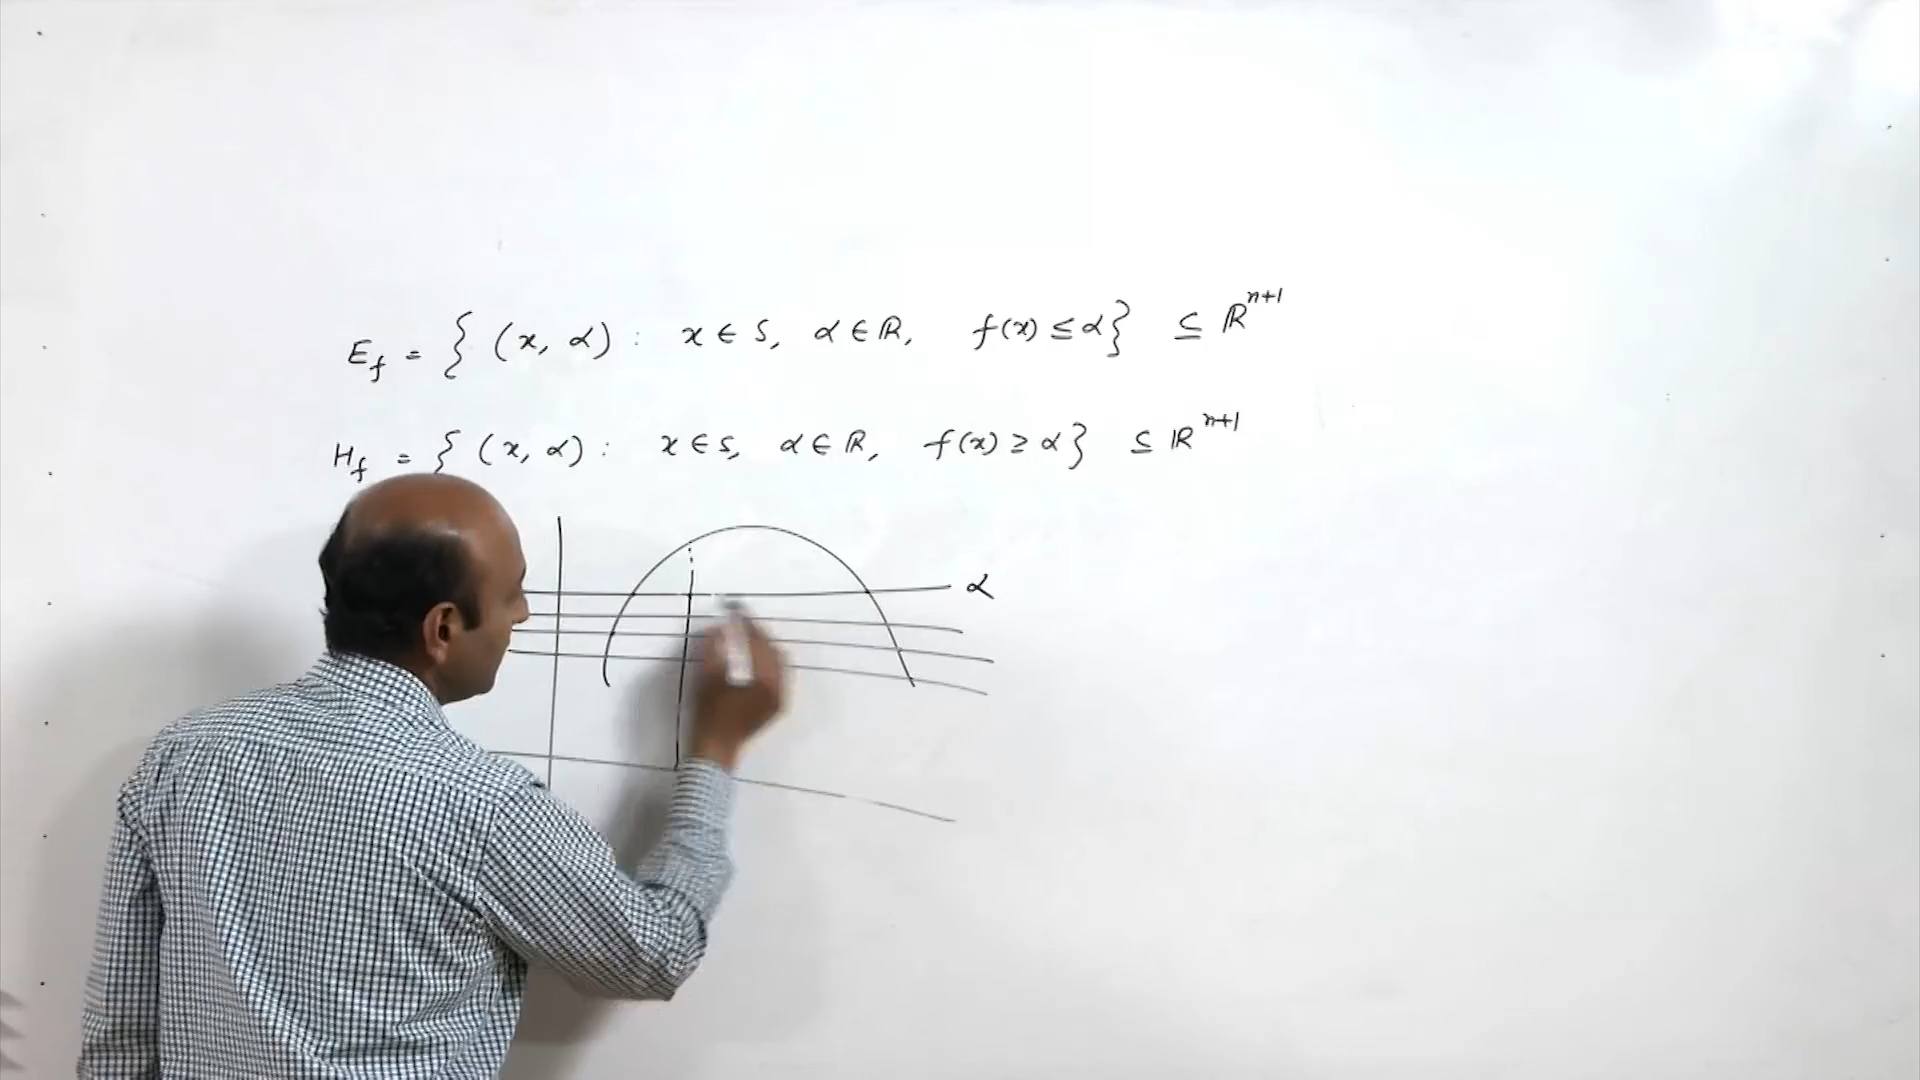 E_f = { (x, α) : x ∈ S, α ∈ ℝ, f(x) ≤ α } ⊆ ℝ^{n+1}
H_f = { (x, α) : x ∈ S, α ∈ ℝ, f(x) ≥ α } ⊆ ℝ^{n+1}
α